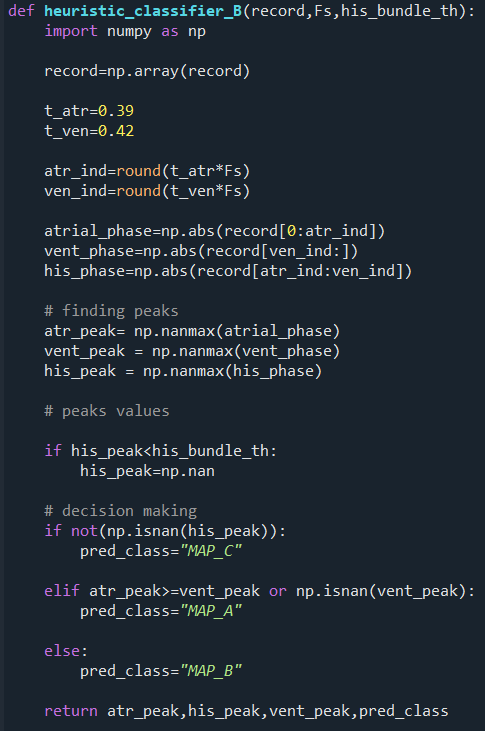 def heuristic_classifier_B(record,Fs,his_bundle_th):
    import numpy as np

    record=np.array(record)

    t_atr=0.39
    t_ven=0.42

    atr_ind=round(t_atr*Fs)
    ven_ind=round(t_ven*Fs)

    atrial_phase=np.abs(record[0:atr_ind])
    vent_phase=np.abs(record[ven_ind:])
    his_phase=np.abs(record[atr_ind:ven_ind])

    # finding peaks
    atr_peak= np.nanmax(atrial_phase)
    vent_peak = np.nanmax(vent_phase)
    his_peak = np.nanmax(his_phase)

    # peaks values

    if his_peak<his_bundle_th:
        his_peak=np.nan

    # decision making
    if not(np.isnan(his_peak)):
        pred_class="MAP_C"

    elif atr_peak>=vent_peak or np.isnan(vent_peak):
        pred_class="MAP_A"

    else:
        pred_class="MAP_B"

    return atr_peak,his_peak,vent_peak,pred_class